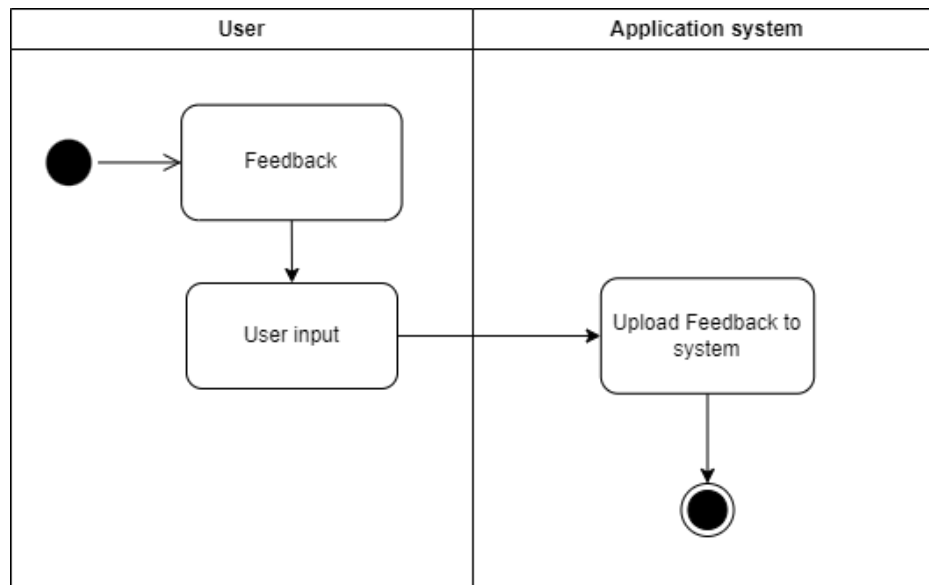 User
Application system
Feedback
User input
Upload Feedback to
system